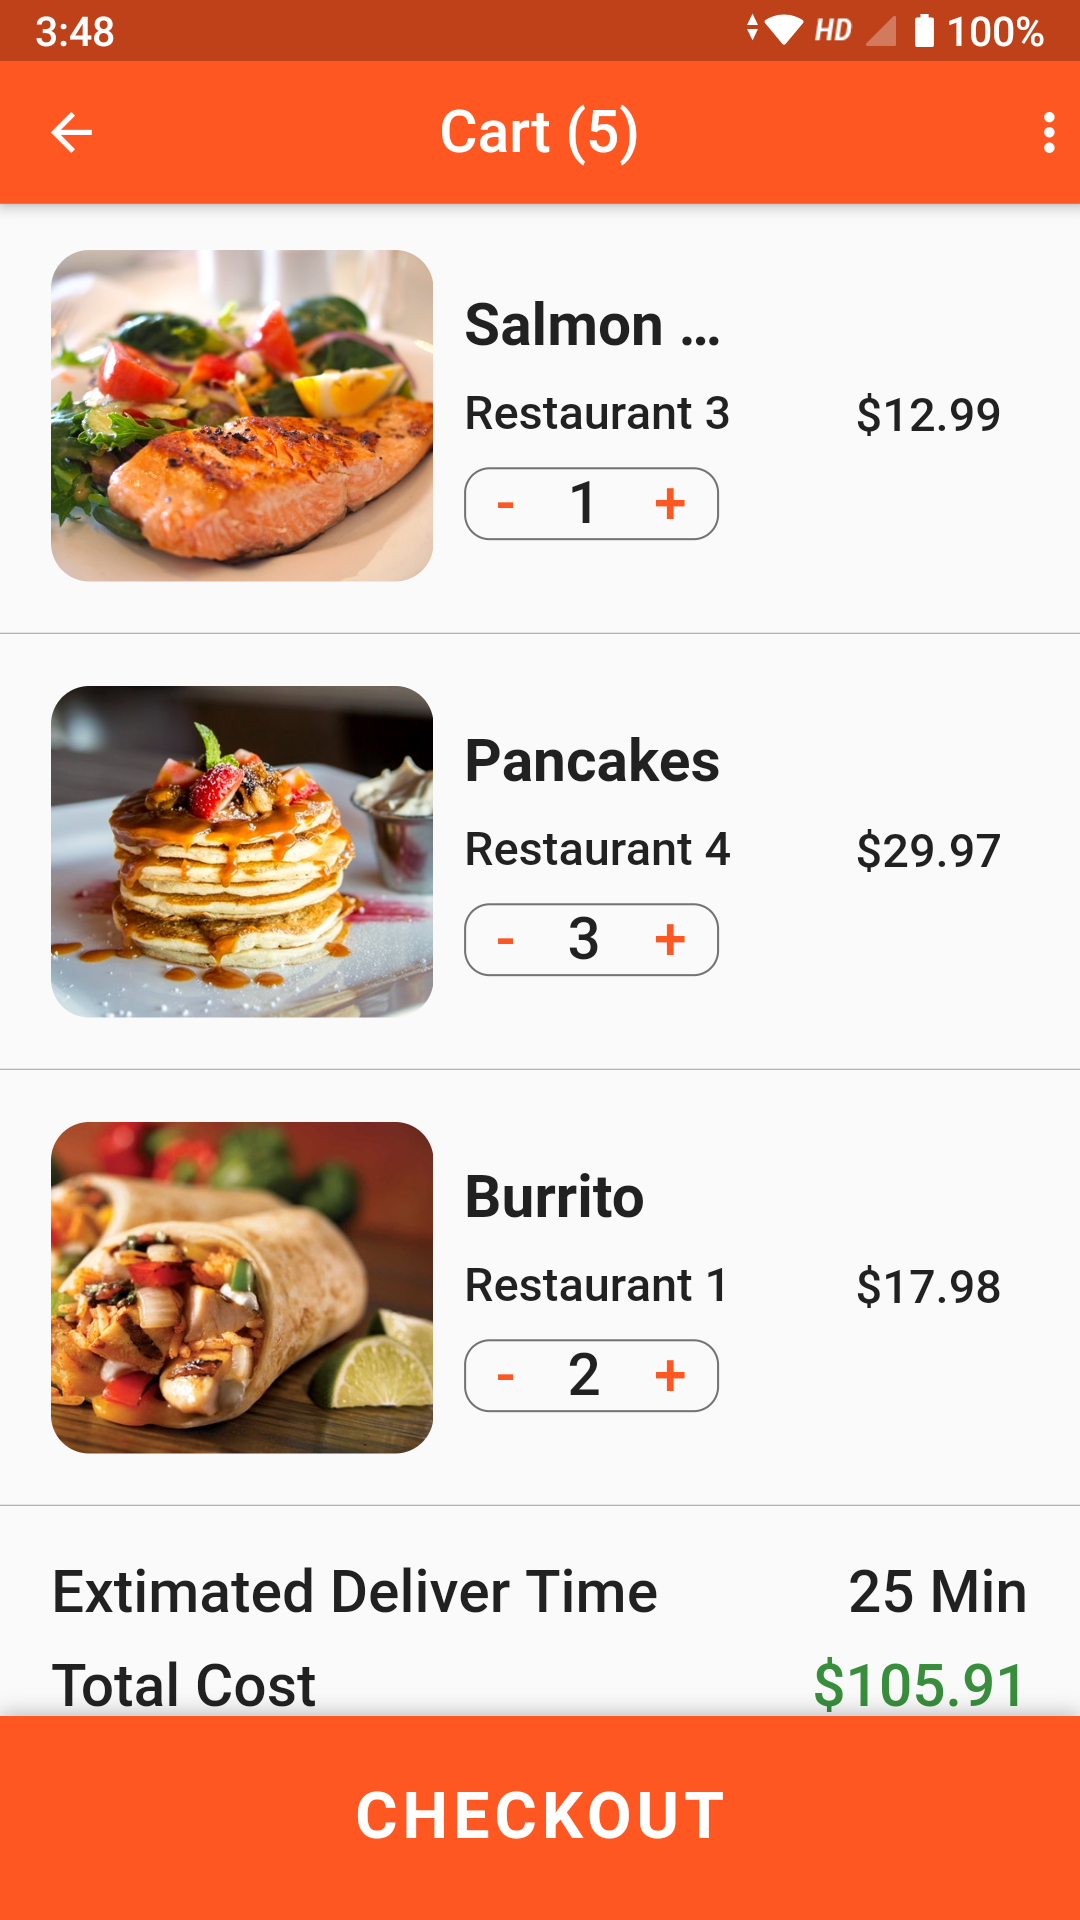 3:48 HD 100%
Cart (5)
Salmon ...
Restaurant 3 $12.99
- 1 +
Pancakes
Restaurant 4 $29.97
- 3 +
Burrito
Restaurant 1 $17.98
- 2 +
Extimated Deliver Time 25 Min
Total Cost $105.91
CHECKOUT